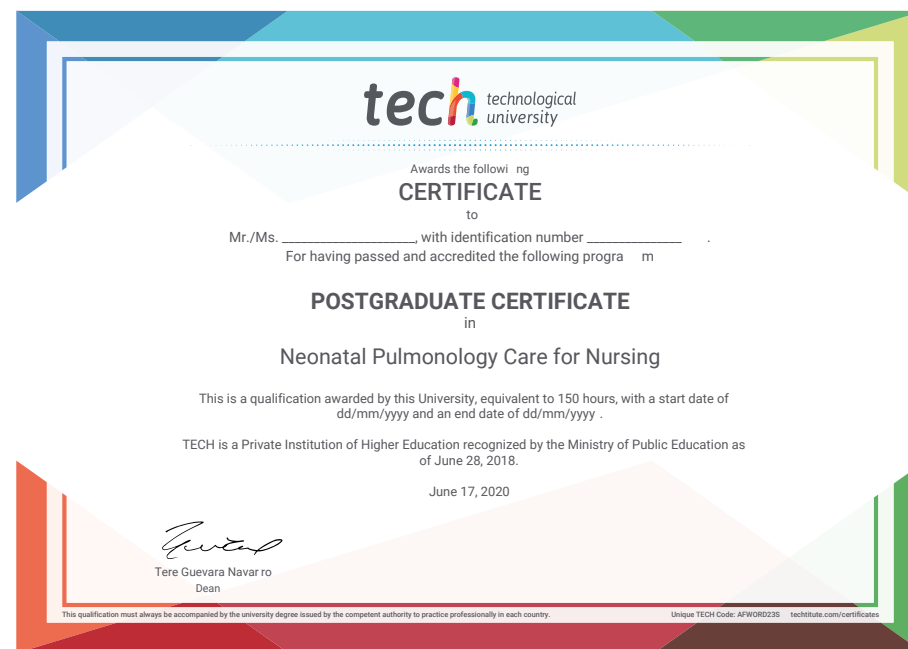 tech technological
university
Awards the followi ng
CERTIFICATE
to
Mr./Ms. _____________________, with identification number _______________ .
For having passed and accredited the following progra m
POSTGRADUATE CERTIFICATE
in
Neonatal Pulmonology Care for Nursing
This is a qualification awarded by this University, equivalent to 150 hours, with a start date of
dd/mm/yyyy and an end date of dd/mm/yyyy .
TECH is a Private Institution of Higher Education recognized by the Ministry of Public Education as
of June 28, 2018.
June 17, 2020
Tere Guevara Navar ro
Dean
This qualification must always be accompanied by the university degree issued by the competent authority to practice professionally in each country. Unique TECH Code: AFWORD23S techtitute.com/certificates